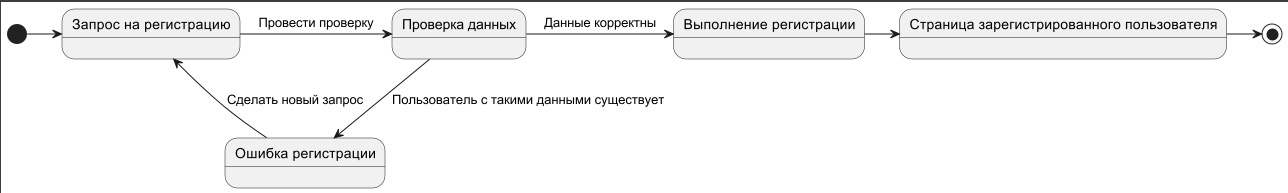 Запрос на регистрацию
Провести проверку
Проверка данных
Данные корректны
Выполнение регистрации
Страница зарегистрированного пользователя
Сделать новый запрос
Пользователь с такими данными существует
Ошибка регистрации